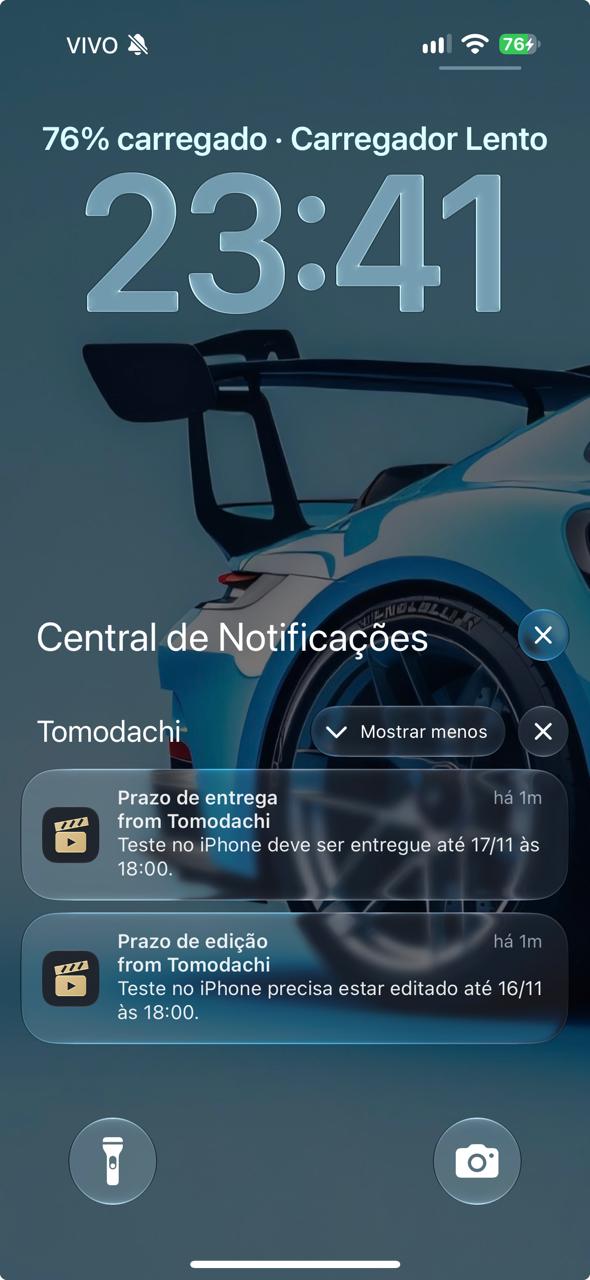 VIVO
76
76% carregado · Carregador Lento
23:41
Central de Notificações
Tomodachi
Mostrar menos
Prazo de entrega
há 1m
from Tomodachi
Teste no iPhone deve ser entregue até 17/11 às
18:00.
Prazo de edição
há 1m
from Tomodachi
Teste no iPhone precisa estar editado até 16/11
às 18:00.